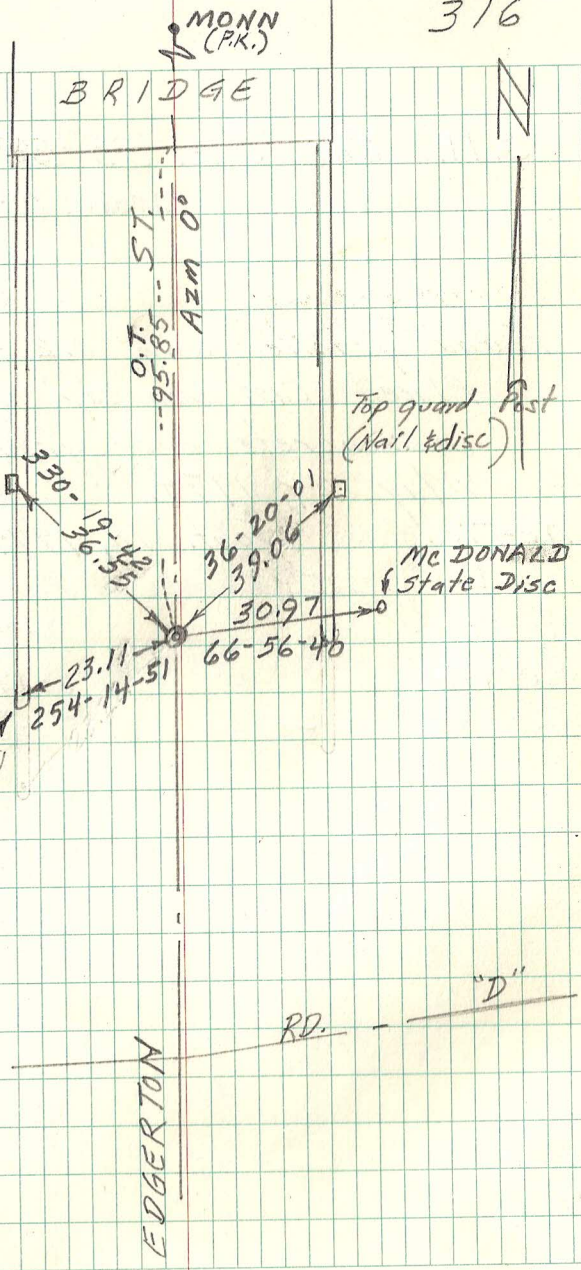 316
MONN
(P.K.)
BRIDGE
N
O.T. ST.
--95.85--
Azm 0°
Top guard Post
(Nail & disc)
330-19-42
36.55
36-20-01
39.06
McDONALD
State Disc
30.97
66-56-40
23.11
254-14-51
RD. - "D"
EDGERTON